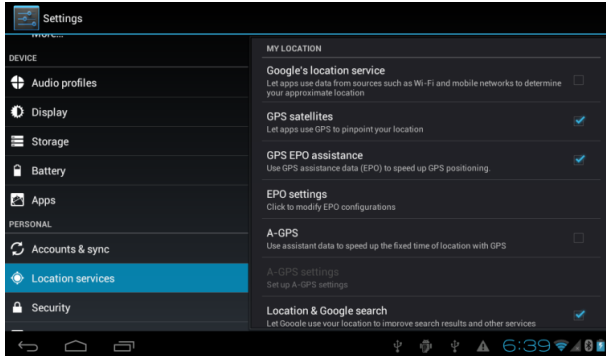 Settings
More...
DEVICE
Audio profiles
Display
Storage
Battery
Apps
PERSONAL
Accounts & sync
Location services
Security
MY LOCATION
Google's location service
Let apps use data from sources such as Wi-Fi and mobile networks to determine
your approximate location
GPS satellites
Let apps use GPS to pinpoint your location
GPS EPO assistance
Use GPS assistance data (EPO) to speed up GPS positioning.
EPO settings
Click to modify EPO configurations
A-GPS
Use assistant data to speed up the fixed time of location with GPS
A-GPS settings
Set up A-GPS settings
Location & Google search
Let Google use your location to improve search results and other services
6:39